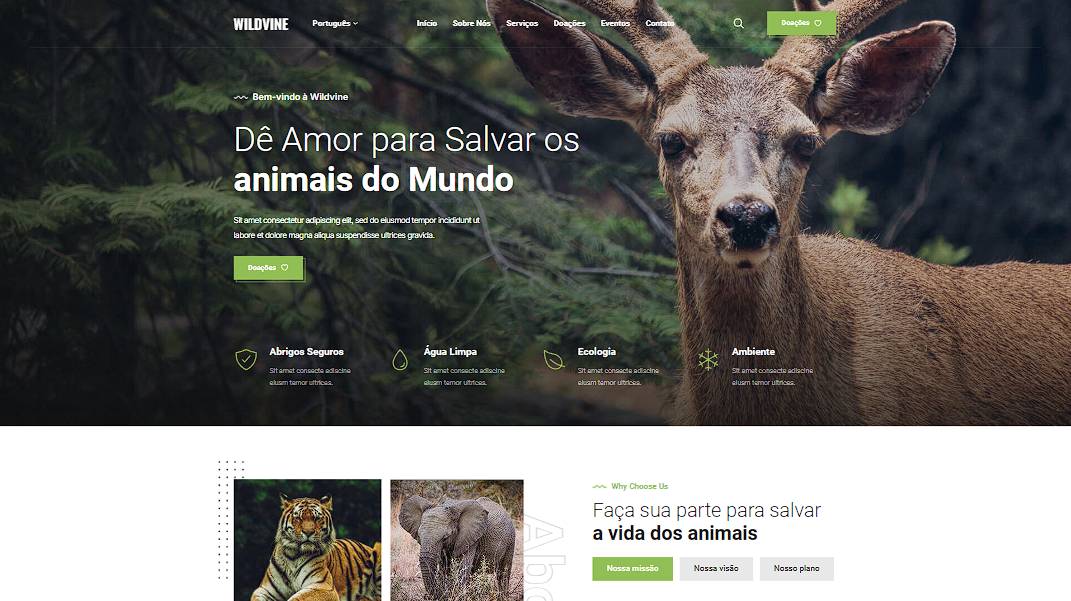 WILDVINE
Português
Início
Sobre Nós
Serviços
Doações
Eventos
Contato
Doações
Bem-vindo à Wildvine
Dê Amor para Salvar os
animais do Mundo
Sit amet consectetur adipiscing elit, sed do eiusmod tempor incididunt ut
labore et dolore magna aliqua suspendisse ultrices gravida.
Doações
Abrigos Seguros
Sit amet consecte adiscine
eiusm temor ultrices.
Água Limpa
Sit amet consecte adiscine
eiusm temor ultrices.
Ecologia
Sit amet consecte adiscine
eiusm temor ultrices.
Ambiente
Sit amet consecte adiscine
eiusm temor ultrices.
Why Choose Us
Faça sua parte para salvar
a vida dos animais
Nossa missão
Nossa visão
Nosso plano